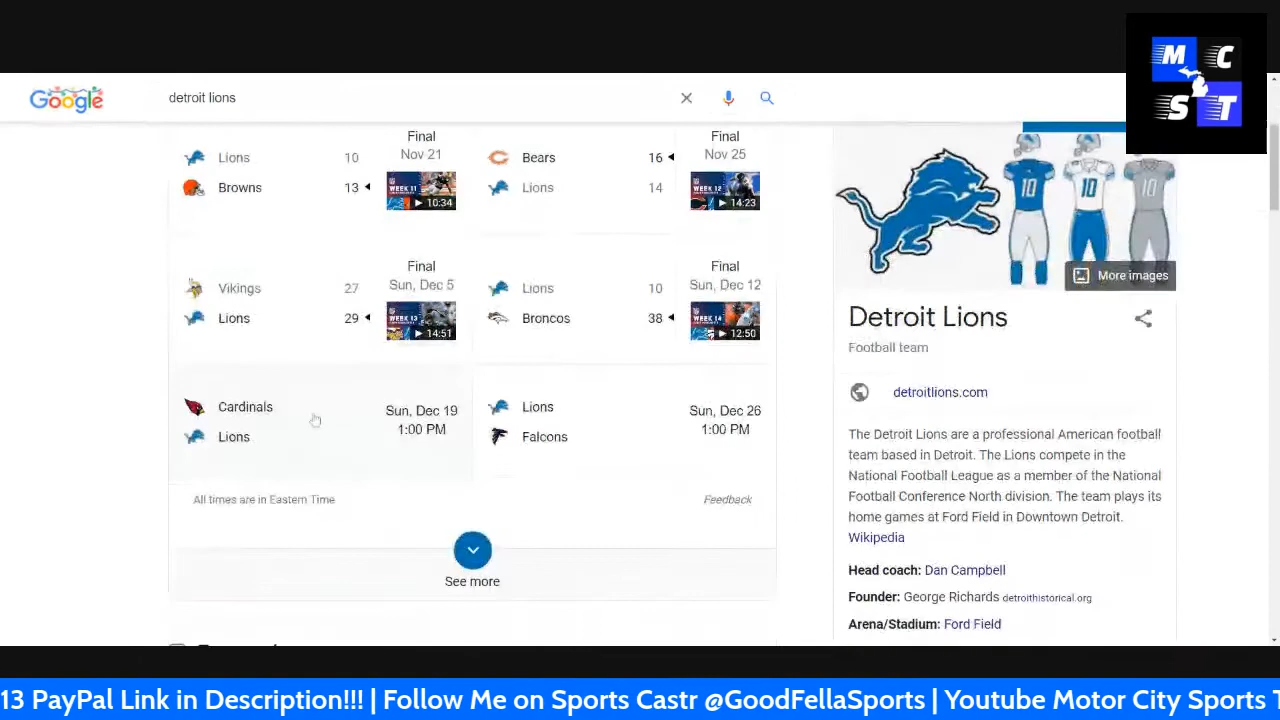 M C
S T
Google
detroit lions
Final
Nov 21
Lions 10
Browns 13
WEEK 11
10:34
Final
Nov 25
Bears 16
Lions 14
WEEK 12
14:23
Final
Sun, Dec 5
Vikings 27
Lions 29
WEEK 13
14:51
Final
Sun, Dec 12
Lions 10
Broncos 38
WEEK 14
12:50
Cardinals
Lions
Sun, Dec 19
1:00 PM
Lions
Falcons
Sun, Dec 26
1:00 PM
All times are in Eastern Time
Feedback
See more
10 10 10
More images
Detroit Lions
Football team
detroitlions.com
The Detroit Lions are a professional American football
team based in Detroit. The Lions compete in the
National Football League as a member of the National
Football Conference North division. The team plays its
home games at Ford Field in Downtown Detroit.
Wikipedia
Head coach: Dan Campbell
Founder: George Richards detroithistorical.org
Arena/Stadium: Ford Field
13 PayPal Link in Description!!! | Follow Me on Sports Castr @GoodFellaSports | Youtube Motor City Sports T